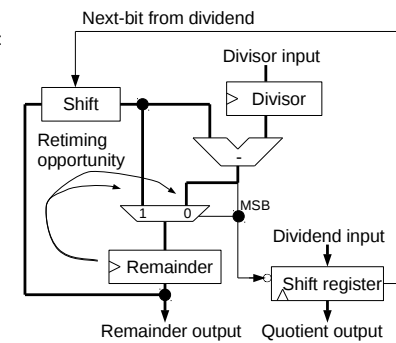 Next-bit from dividend
Divisor input
Shift
Divisor
Retiming
opportunity
-
1 0
MSB
Dividend input
Remainder
Shift register
Remainder output
Quotient output